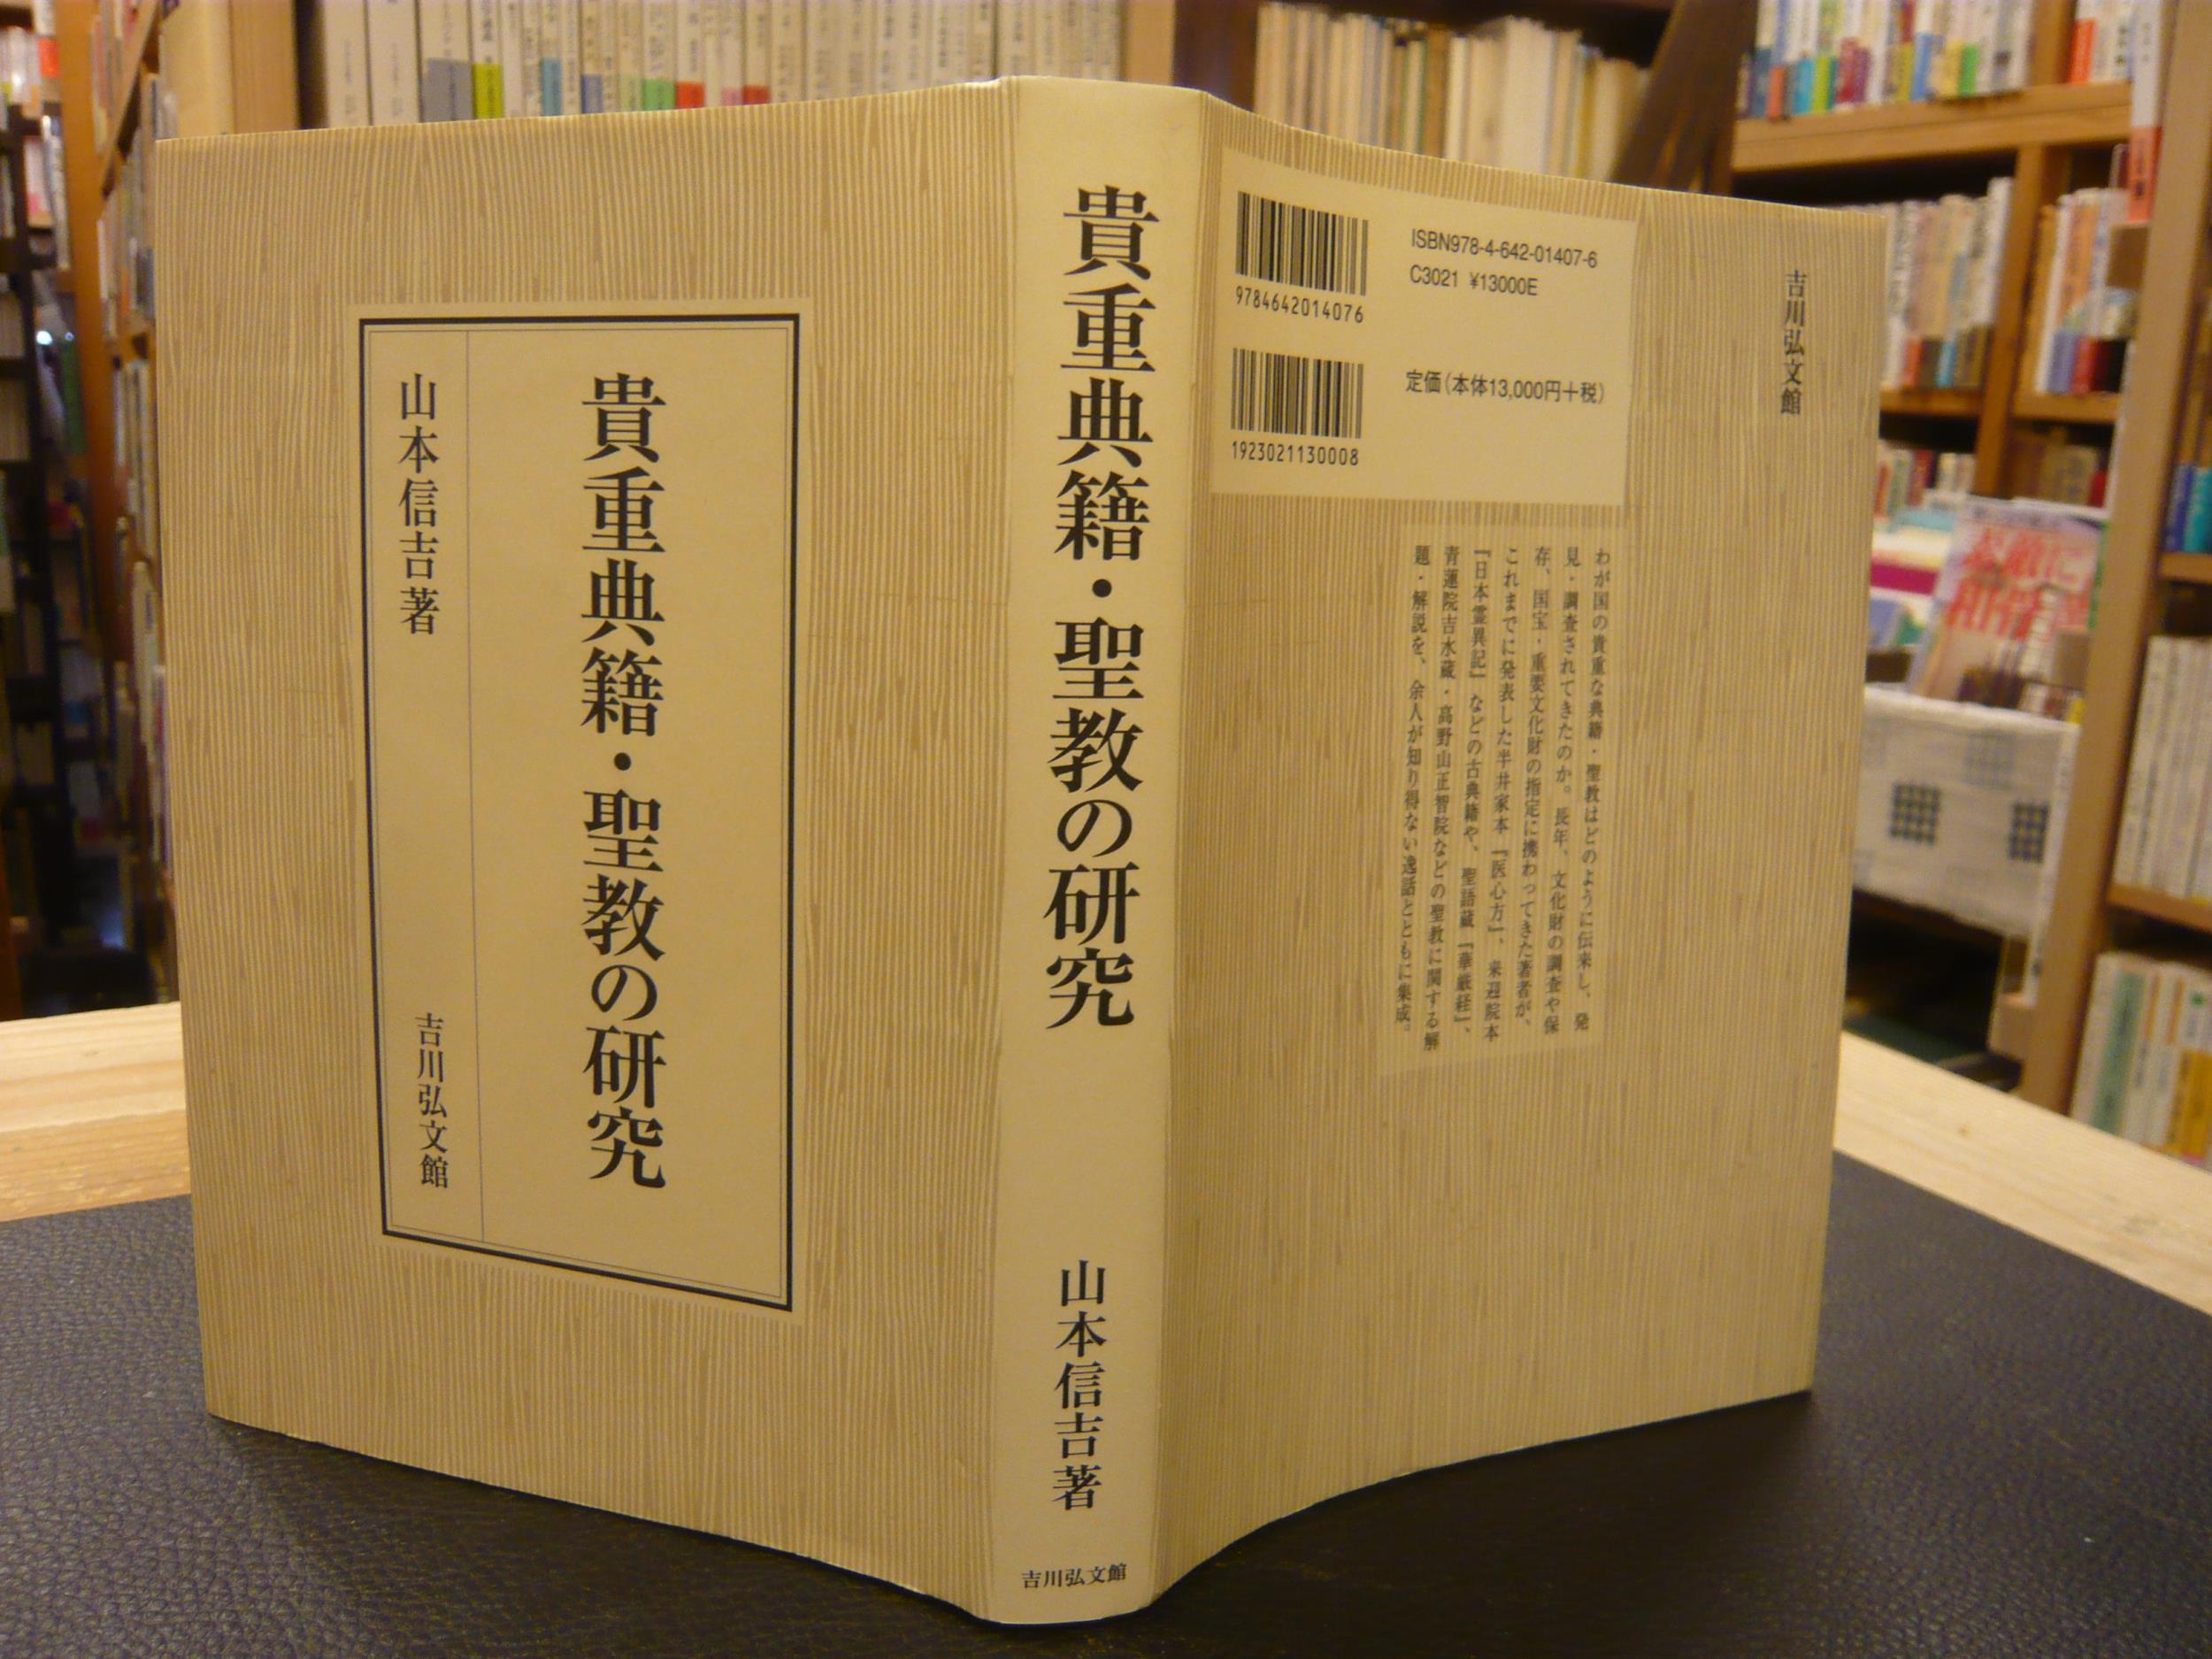 貴重典籍・聖教の研究
山本信吉著
吉川弘文館
貴重典籍・聖教の研究
山本信吉著
吉川弘文館
ISBN978-4-642-01407-6
C3021 ¥13000E
9784642014076
定価(本体13,000円+税)
1923021130008
吉川弘文館
わが国の貴重な典籍・聖教はどのように伝来し、発
見・調査されてきたのか。長年、文化財の調査や保
存、国宝・重要文化財の指定に携わってきた著者が、
これまでに発表した半井家本『医心方』、来迎院本
『日本霊異記』などの古典籍や、聖語蔵『華厳経』、
青蓮院吉水蔵・高野山正智院などの聖教に関する解
題・解説を、余人が知り得ない逸話とともに集成。